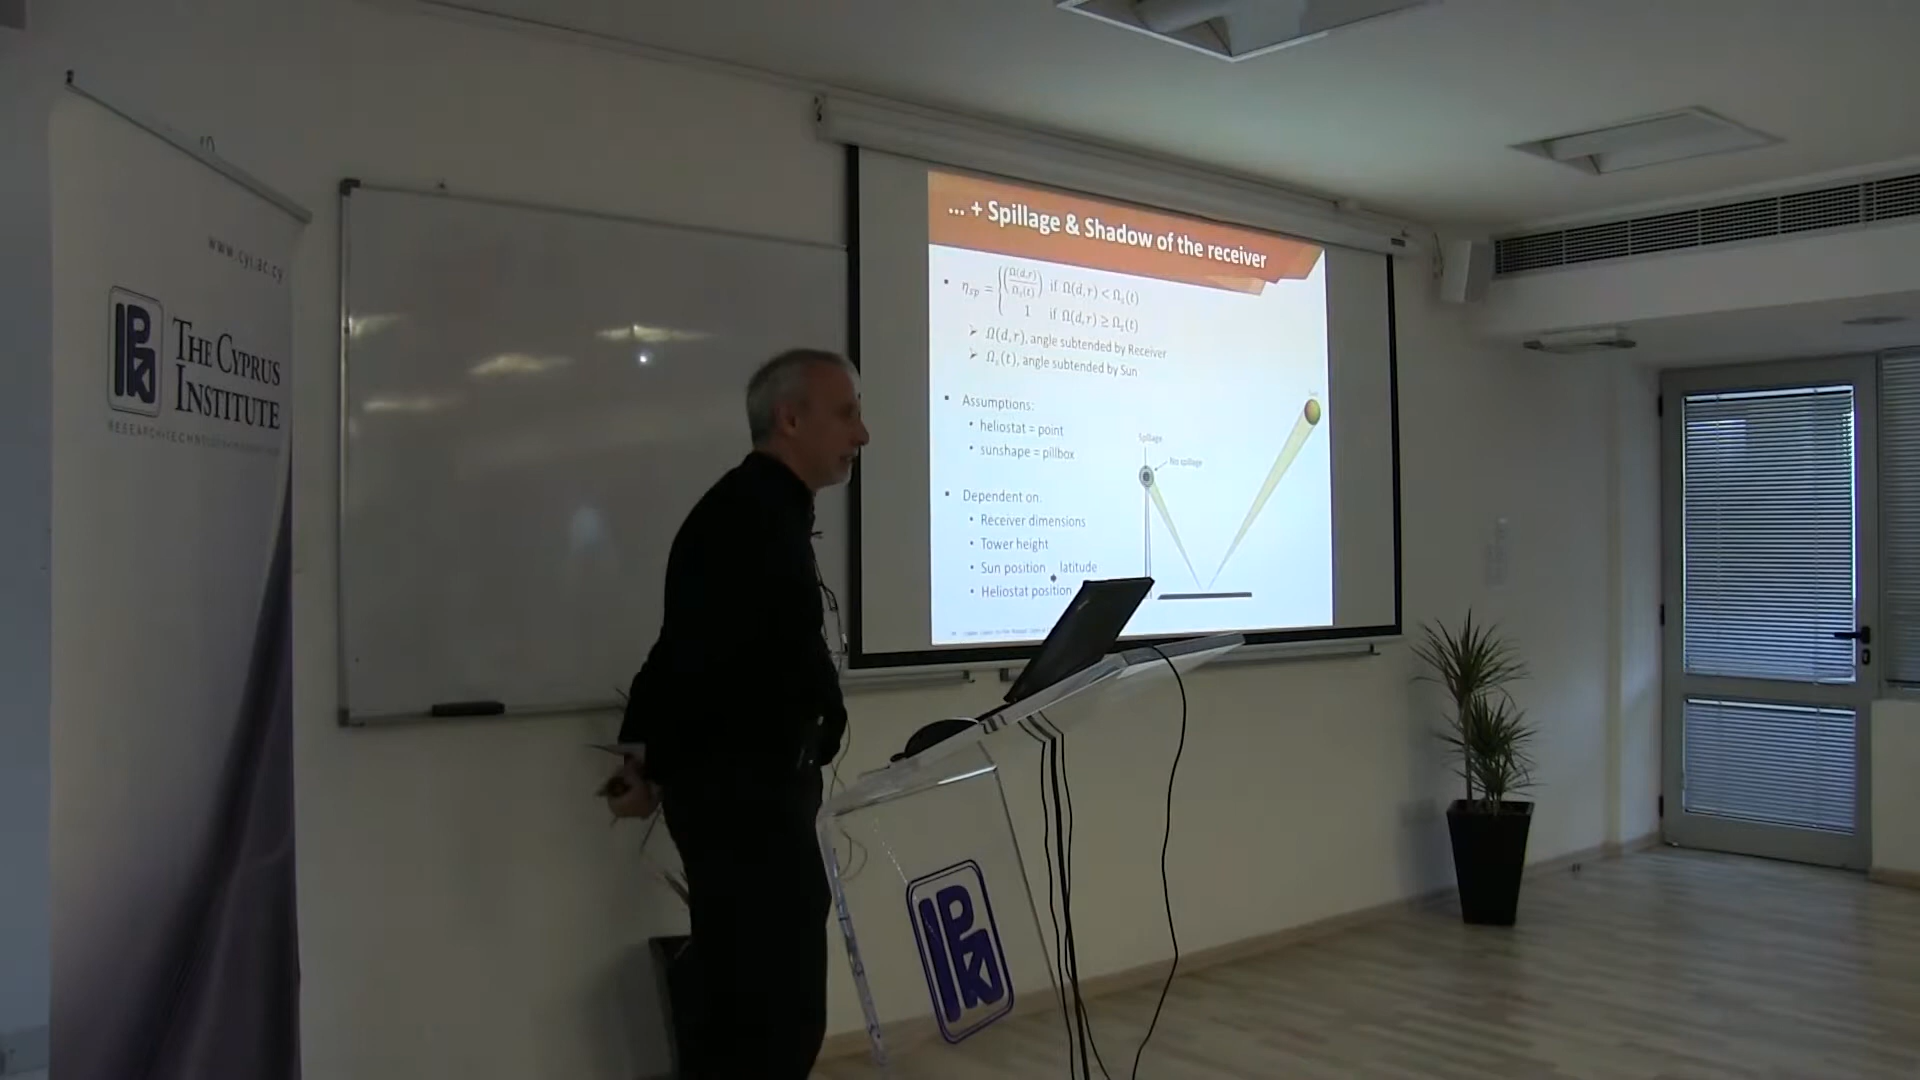 www.cyi.ac.cy
THE CYPRUS
INSTITUTE
... + Spillage & Shadow of the receiver
▪ η_sp = { (Ω(d,r)/Ω_s(t)) if Ω(d,r) < Ω_s(t)
1 if Ω(d,r) ≥ Ω_s(t)
➢ Ω(d,r), angle subtended by Receiver
➢ Ω_s(t), angle subtended by Sun
▪ Assumptions:
• heliostat = point
• sunshape = pillbox
Spillage
No spillage
▪ Dependent on:
• Receiver dimensions
• Tower height
• Sun position latitude
• Heliostat position